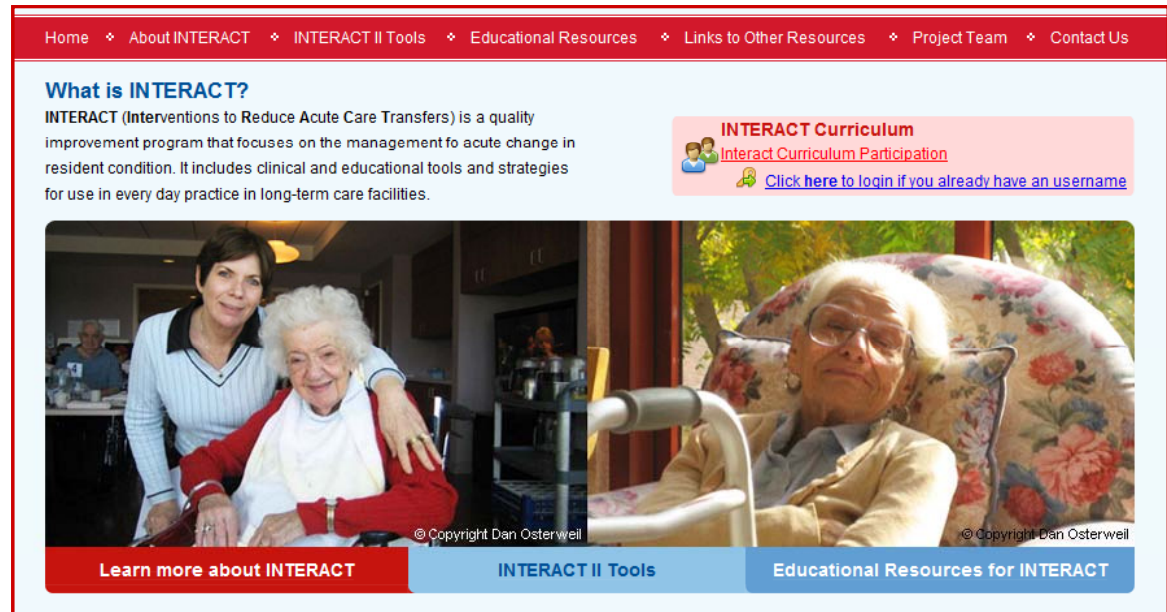 Home ❖ About INTERACT ❖ INTERACT II Tools ❖ Educational Resources ❖ Links to Other Resources ❖ Project Team ❖ Contact Us
What is INTERACT?
INTERACT (Interventions to Reduce Acute Care Transfers) is a quality
improvement program that focuses on the management fo acute change in
resident condition. It includes clinical and educational tools and strategies
for use in every day practice in long-term care facilities.
INTERACT Curriculum
Interact Curriculum Participation
Click here to login if you already have an username
© Copyright Dan Osterweil
© Copyright Dan Osterweil
Learn more about INTERACT
INTERACT II Tools
Educational Resources for INTERACT